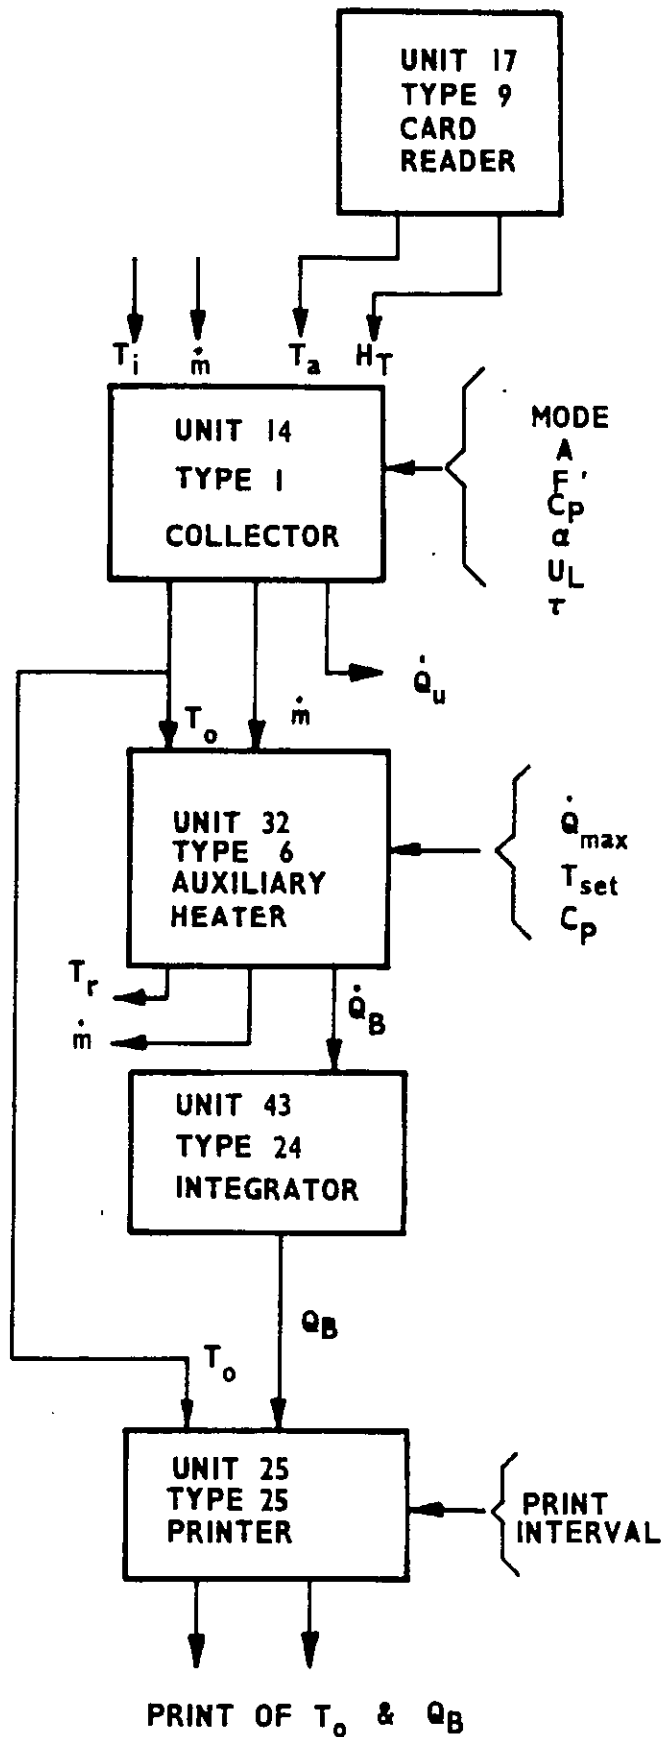 UNIT 17
TYPE 9
CARD
READER
Ti ṁ Ta HT
UNIT 14
TYPE 1
COLLECTOR
MODE
A
F'
CP
α
UL
τ
Q̇u
To ṁ
UNIT 32
TYPE 6
AUXILIARY
HEATER
Q̇max
Tset
CP
Tr
ṁ
Q̇B
UNIT 43
TYPE 24
INTEGRATOR
QB
To
UNIT 25
TYPE 25
PRINTER
PRINT
INTERVAL
PRINT OF To & QB